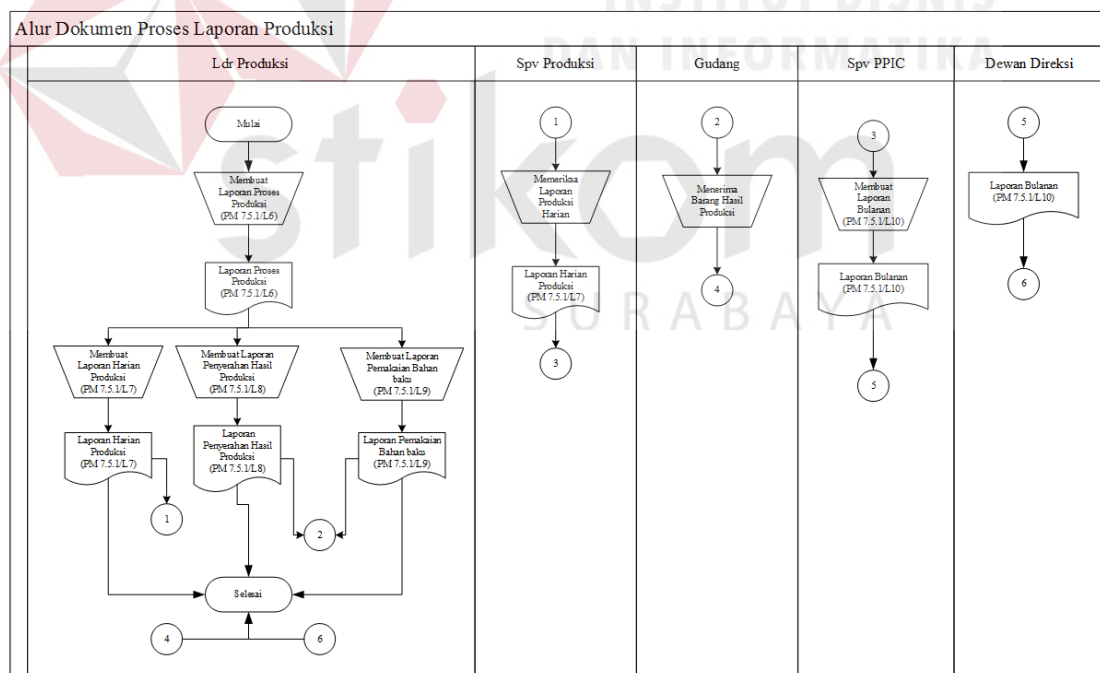 INSTITUT BISNIS
DAN INFORMATIKA
stikom
SURABAYA
Alur Dokumen Proses Laporan Produksi
Ldr Produksi
Spv Produksi
Gudang
Spv PPIC
Dewan Direksi
Mulai
Membuat
Laporan Proses
Produksi
(PM 7.5.1/L6)
Laporan Proses
Produksi
(PM 7.5.1/L6)
Membuat
Laporan Harian
Produksi
(PM 7.5.1/L7)
Membuat Laporan
Penyerahan Hasil
Produksi
(PM 7.5.1/L8)
Membuat Laporan
Pemakaian Bahan
baku
(PM 7.5.1/L9)
Laporan Harian
Produksi
(PM 7.5.1/L7)
Laporan
Penyerahan Hasil
Produksi
(PM 7.5.1/L8)
Laporan Pemakaian
Bahan baku
(PM 7.5.1/L9)
1
2
Selesai
4
6
1
Memeriksa
Laporan
Produksi
Harian
Laporan Harian
Produksi
(PM 7.5.1/L7)
3
2
Menerima
Barang Hasil
Produksi
4
3
Membuat
Laporan
Bulanan
(PM 7.5.1/L10)
Laporan Bulanan
(PM 7.5.1/L10)
5
5
Laporan Bulanan
(PM 7.5.1/L10)
6